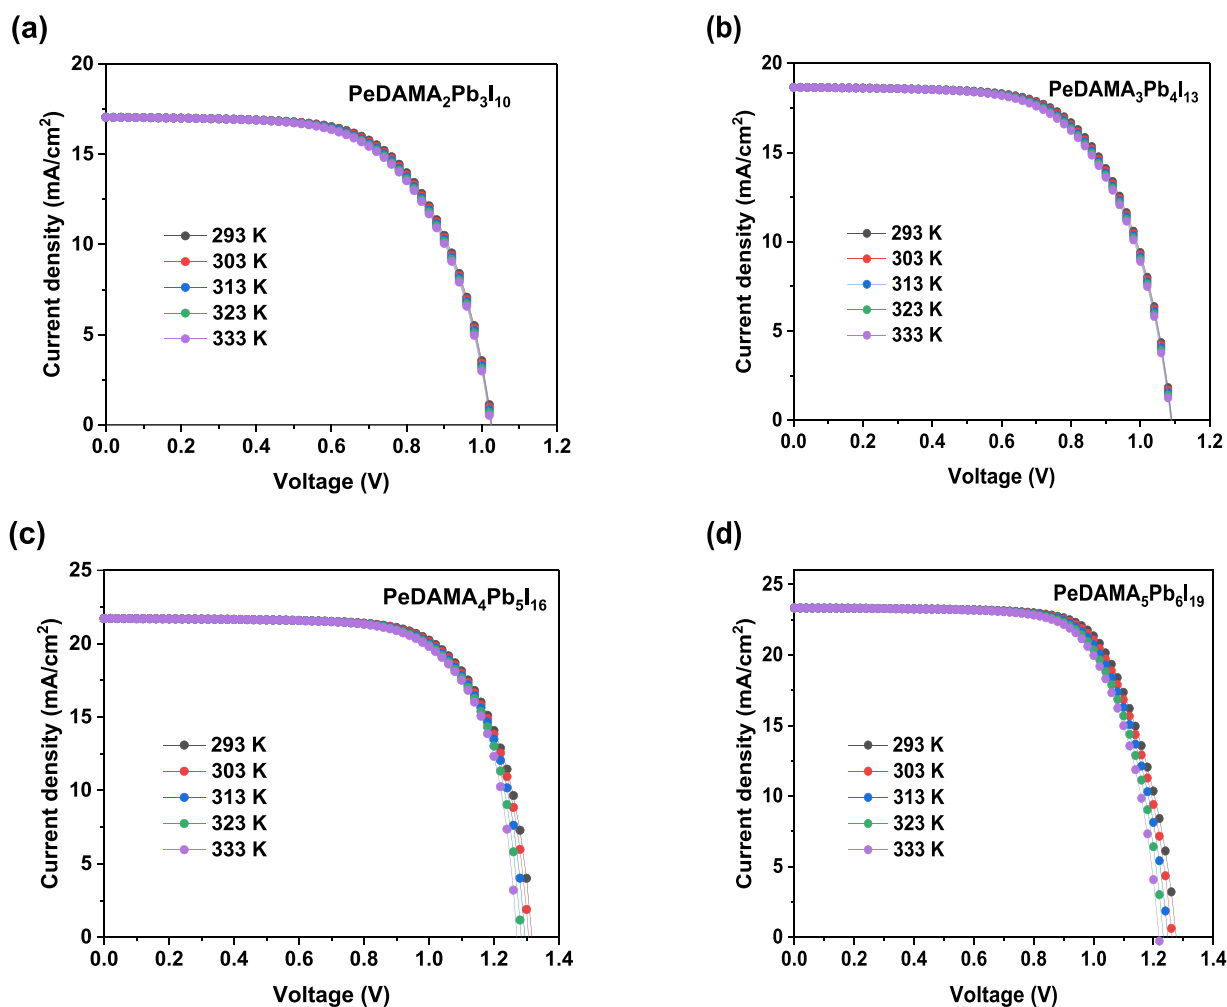 (a)
PeDAMA₂Pb₃I₁₀
20
15
10
5
0
Current density (mA/cm²)
293 K
303 K
313 K
323 K
333 K
0.0 0.2 0.4 0.6 0.8 1.0 1.2
Voltage (V)
(b)
PeDAMA₃Pb₄I₁₃
20
15
10
5
0
Current density (mA/cm²)
293 K
303 K
313 K
323 K
333 K
0.0 0.2 0.4 0.6 0.8 1.0 1.2
Voltage (V)
(c)
PeDAMA₄Pb₅I₁₆
25
20
15
10
5
0
Current density (mA/cm²)
293 K
303 K
313 K
323 K
333 K
0.0 0.2 0.4 0.6 0.8 1.0 1.2 1.4
Voltage (V)
(d)
PeDAMA₅Pb₆I₁₉
25
20
15
10
5
0
Current density (mA/cm²)
293 K
303 K
313 K
323 K
333 K
0.0 0.2 0.4 0.6 0.8 1.0 1.2 1.4
Voltage (V)